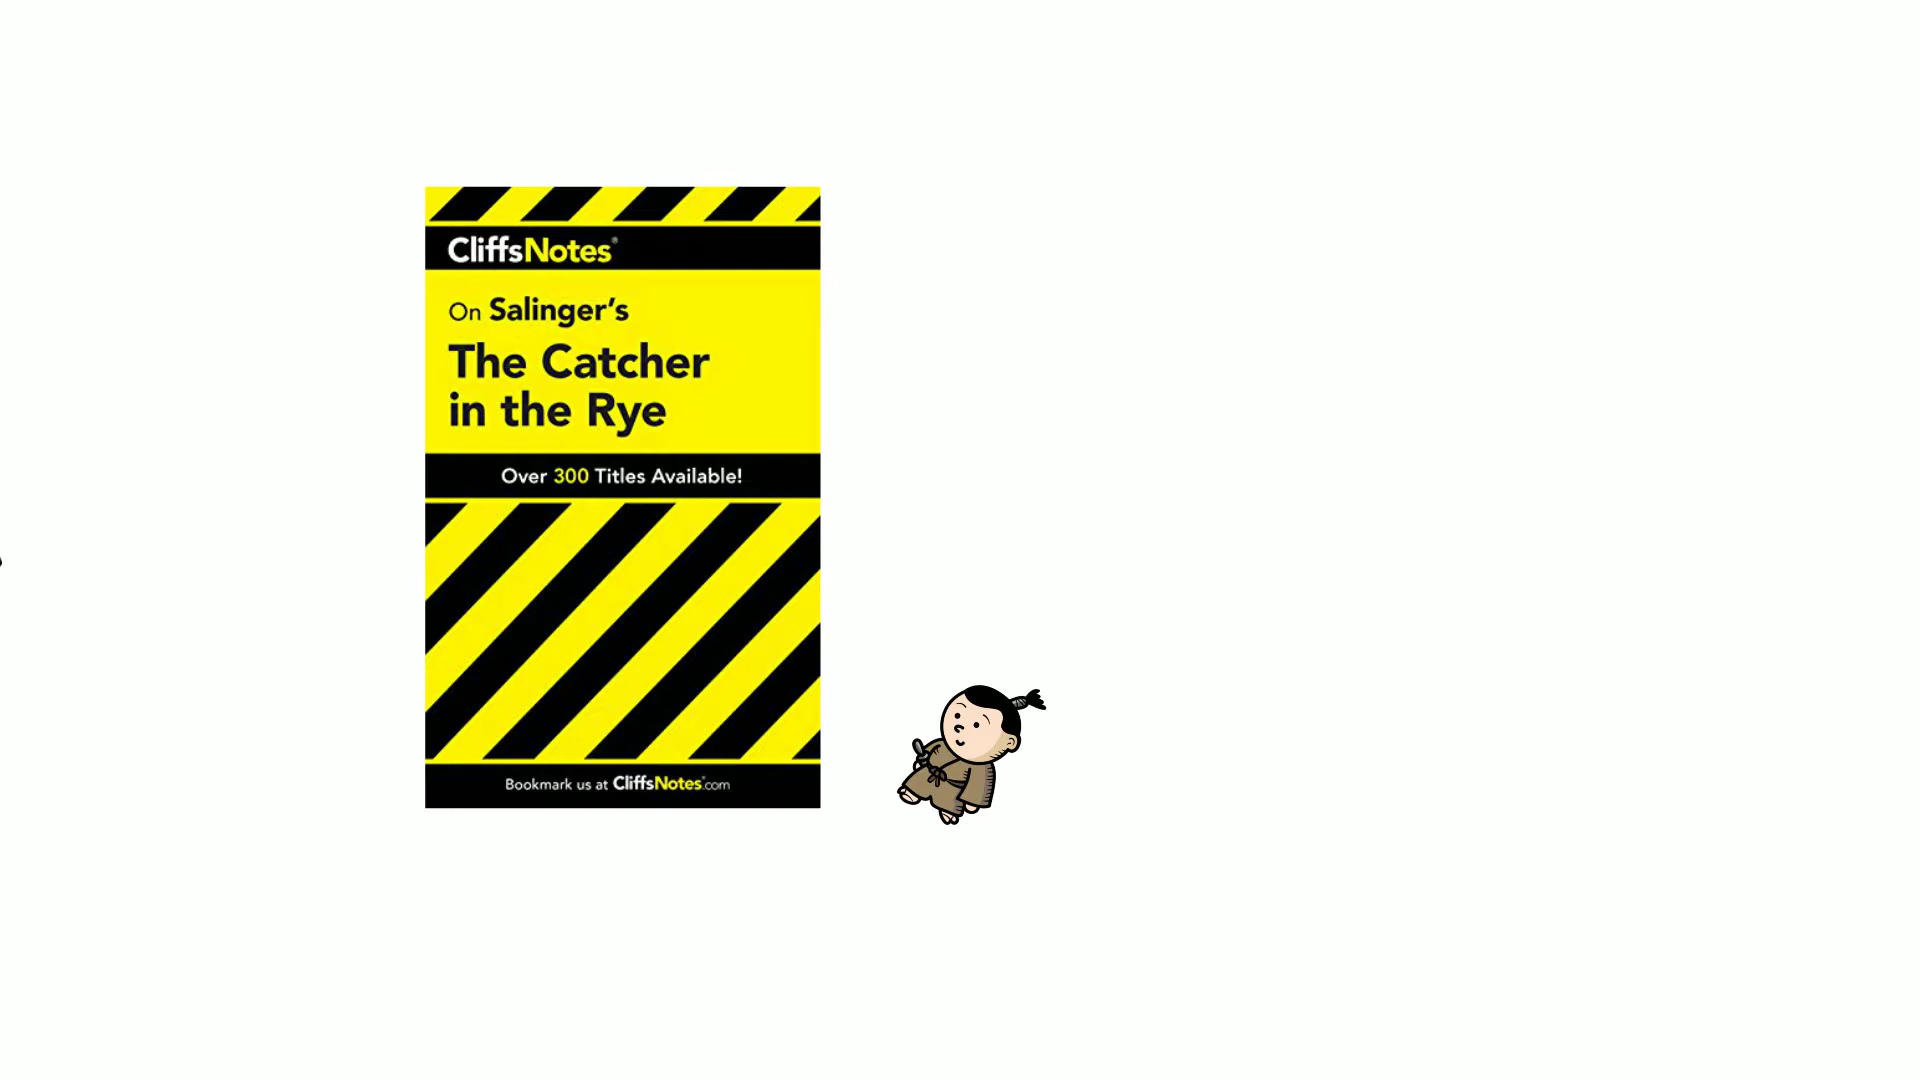 CliffsNotes®
On Salinger's
The Catcher
in the Rye
Over 300 Titles Available!
Bookmark us at CliffsNotes®.com